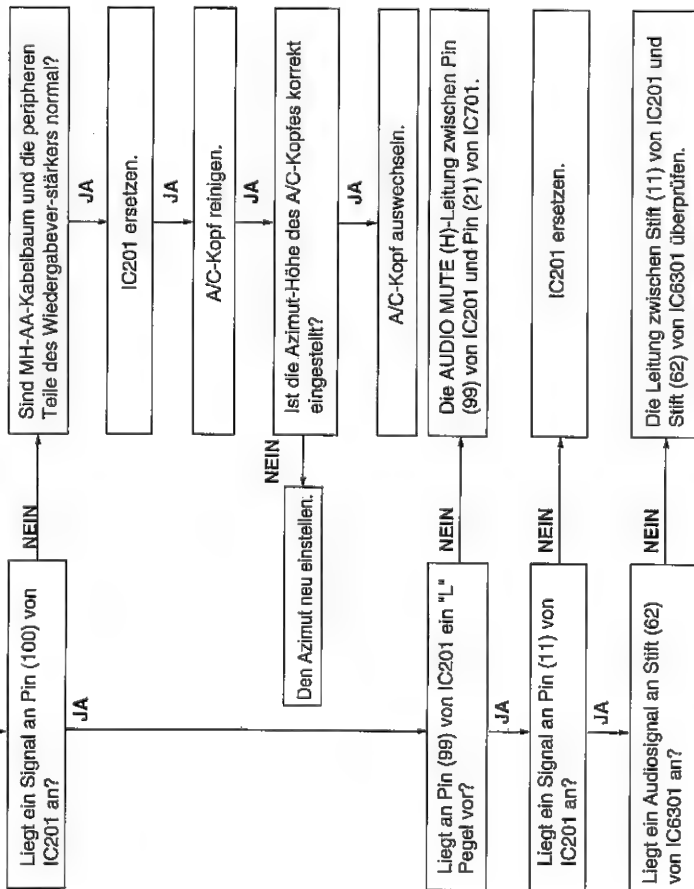 Liegt ein Signal an Pin (100) von
IC201 an?
NEIN
JA
Sind MH-AA-Kabelbaum und die peripheren
Teile des Wiedergabever-stärkers normal?
JA
IC201 ersetzen.
JA
A/C-Kopf reinigen.
JA
Ist die Azimut-Höhe des A/C-Kopfes korrekt
eingestellt?
NEIN
Den Azimut neu einstellen.
JA
A/C-Kopf auswechseln.
Liegt an Pin (99) von IC201 ein "L"
Pegel vor?
NEIN
Die AUDIO MUTE (H)-Leitung zwischen Pin
(99) von IC201 und Pin (21) von IC701.
JA
Liegt ein Signal an Pin (11) von
IC201 an?
NEIN
IC201 ersetzen.
JA
Liegt ein Audiosignal an Stift (62)
von IC6301 an?
NEIN
Die Leitung zwischen Stift (11) von IC201 und
Stift (62) von IC6301 überprüfen.